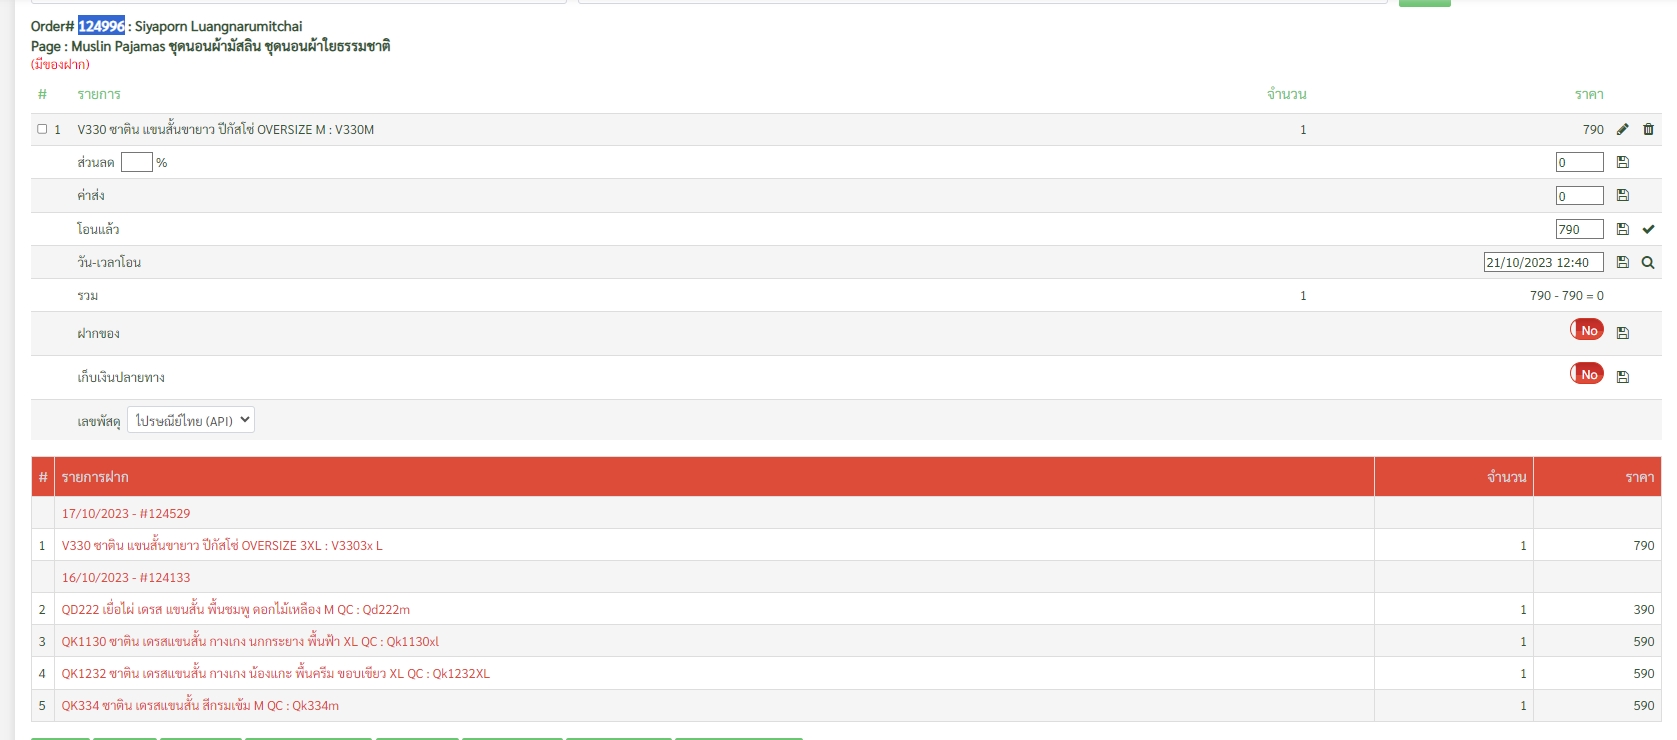 Order# 124996 : Siyaporn Luangnarumitchai
Page : Muslin Pajamas ชุดนอนผ้ามัสลิน ชุดนอนผ้าใยธรรมชาติ
(มีของฝาก)
# รายการ จำนวน ราคา
1 V330 ซาติน แขนสั้นขายาว ปีกัสโซ่ OVERSIZE M : V330M 1 790
ส่วนลด % 0
ค่าส่ง 0
โอนแล้ว 790
วัน-เวลาโอน 21/10/2023 12:40
รวม 1 790 - 790 = 0
ฝากของ No
เก็บเงินปลายทาง No
เลขพัสดุ ไปรษณีย์ไทย (API)
# รายการฝาก จำนวน ราคา
17/10/2023 - #124529
1 V330 ซาติน แขนสั้นขายาว ปีกัสโซ่ OVERSIZE 3XL : V3303x L 1 790
16/10/2023 - #124133
2 QD222 เยื่อไผ่ เดรส แขนสั้น พื้นชมพู ดอกไม้เหลือง M QC : Qd222m 1 390
3 QK1130 ซาติน เดรสแขนสั้น กางเกง นกกระยาง พื้นฟ้า XL QC : Qk1130xl 1 590
4 QK1232 ซาติน เดรสแขนสั้น กางเกง น้องแกะ พื้นครีม ขอบเขียว XL QC : Qk1232XL 1 590
5 QK334 ซาติน เดรสแขนสั้น สีกรมเข้ม M QC : Qk334m 1 590